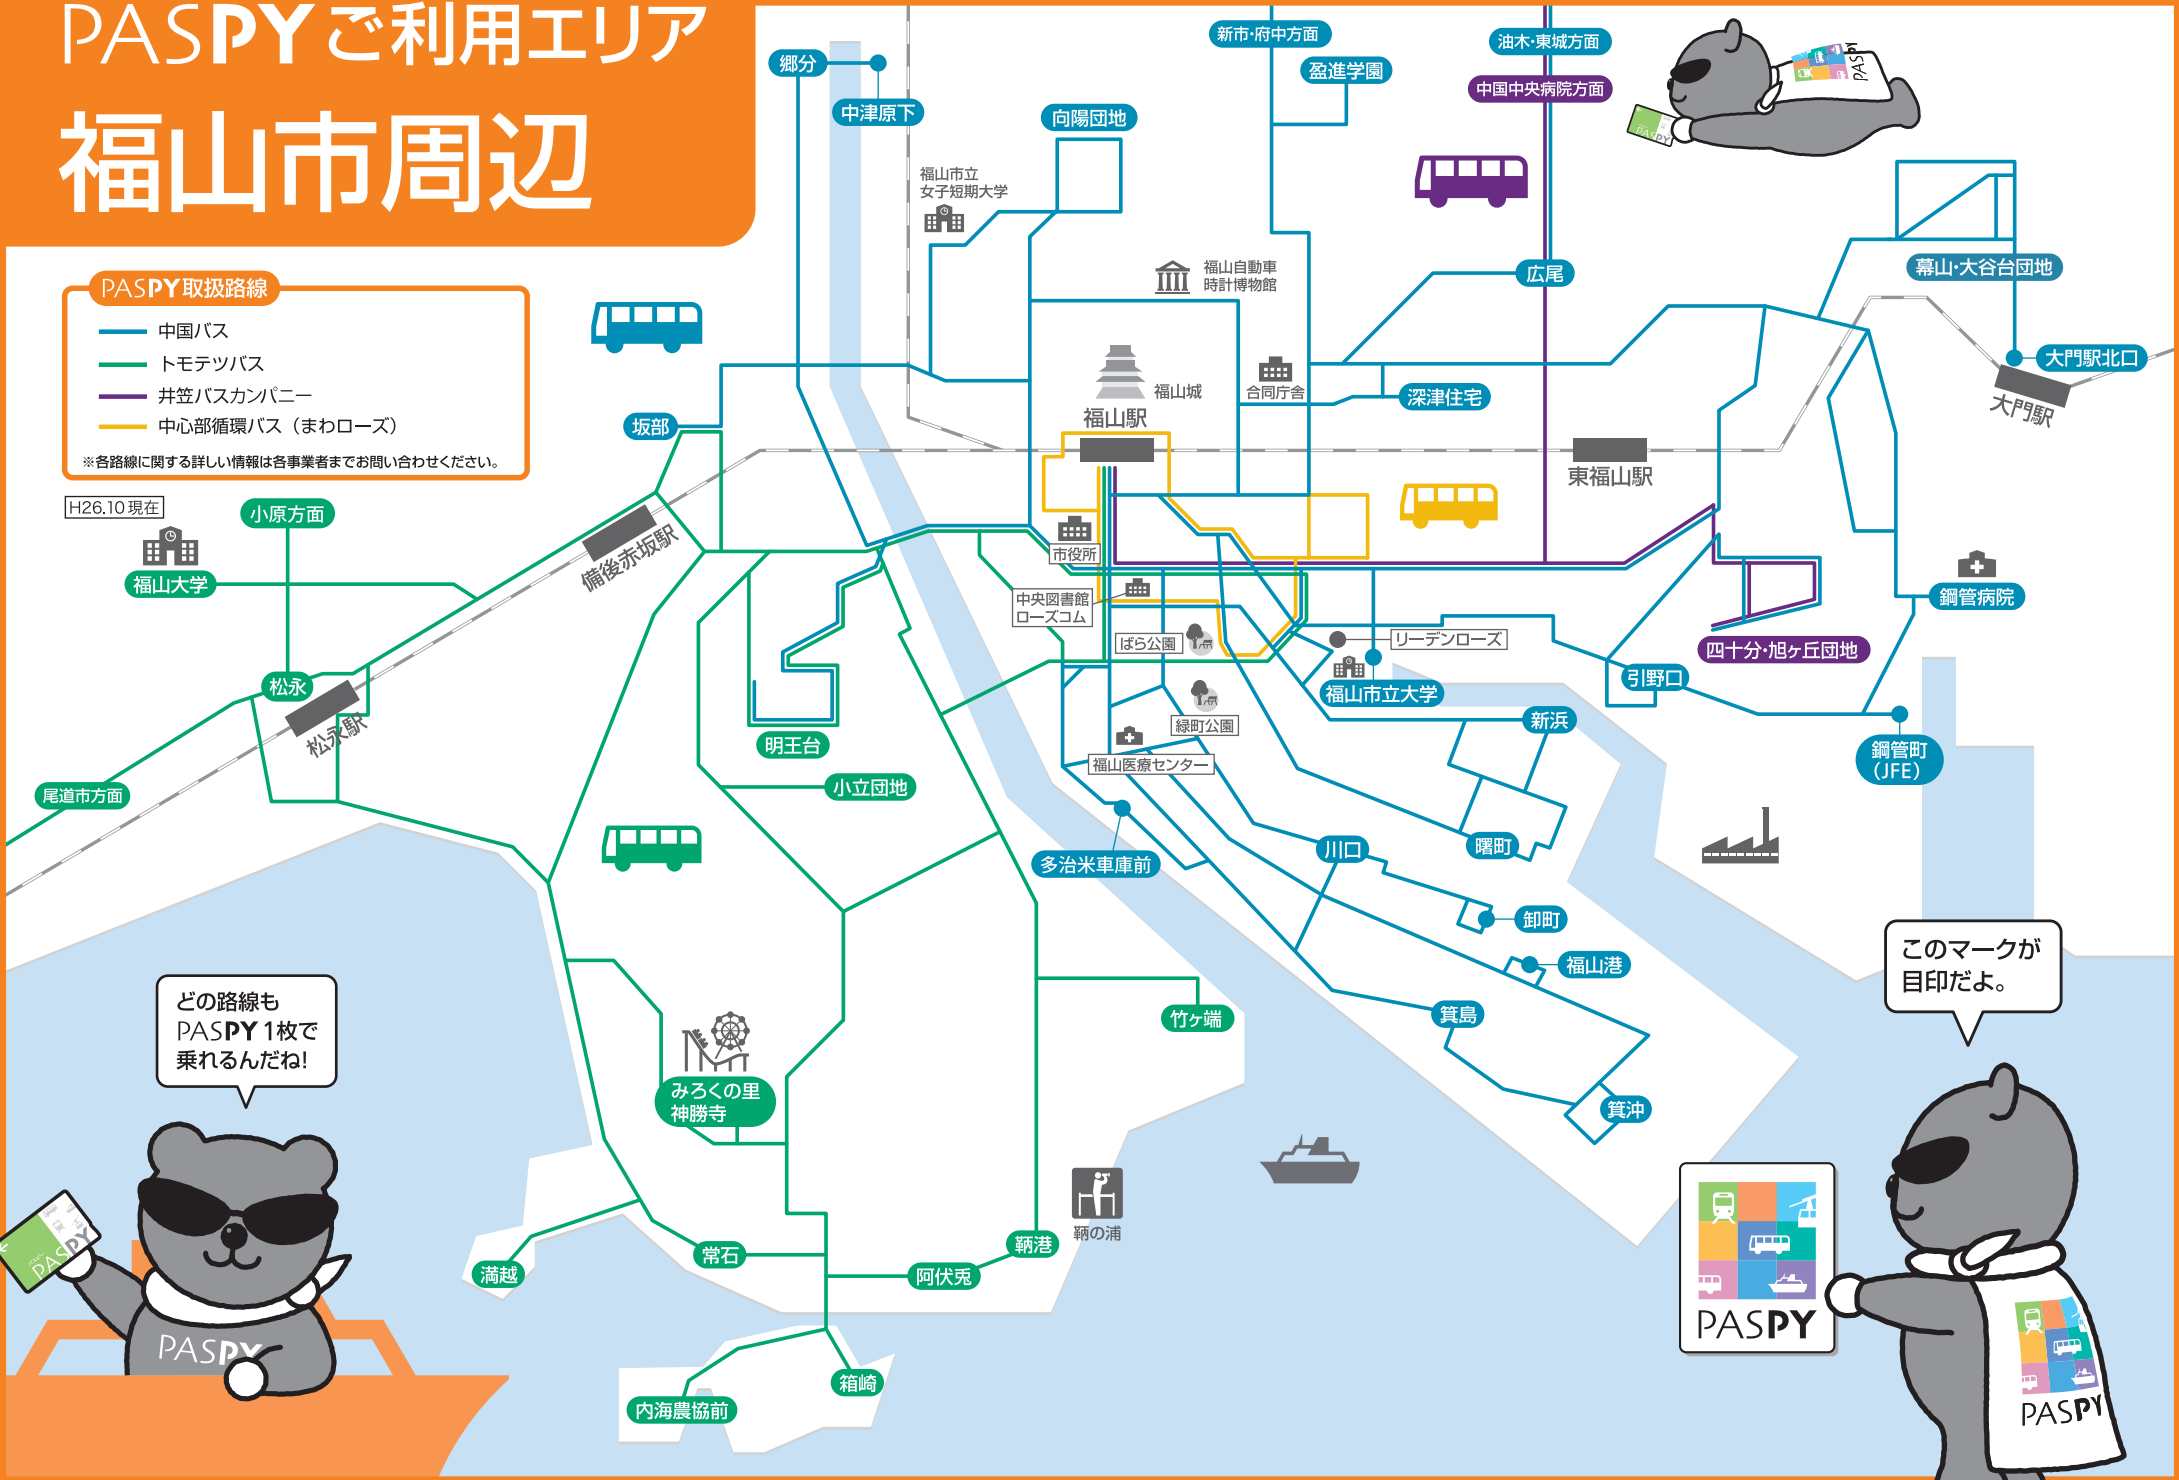 PASPYご利用エリア
福山市周辺
PASPY取扱路線
中国バス
トモテツバス
井笠バスカンパニー
中心部循環バス（まわローズ）
※各路線に関する詳しい情報は各事業者までお問い合わせください。
H26.10 現在
郷分
中津原下
向陽団地
新市・府中方面
盈進学園
油木・東城方面
中国中央病院方面
PASPY
PASPY
福山市立
女子短期大学
福山自動車
時計博物館
広尾
幕山・大谷台団地
大門駅北口
大門駅
福山城
福山駅
合同庁舎
深津住宅
坂部
東福山駅
小原方面
福山大学
備後赤坂駅
市役所
中央図書館
ローズコム
ばら公園
リーデンローズ
福山市立大学
四十分・旭ヶ丘団地
鋼管病院
引野口
松永
松永駅
尾道市方面
明王台
小立団地
緑町公園
福山医療センター
新浜
鋼管町
(JFE)
多治米車庫前
川口
曙町
卸町
福山港
箕島
箕沖
竹ヶ端
みろくの里
神勝寺
鞆の浦
鞆港
阿伏兎
常石
満越
箱崎
内海農協前
どの路線も
PASPY 1枚で
乗れるんだね!
このマークが
目印だよ。
PASPY
PASPY
PASPY
PASPY